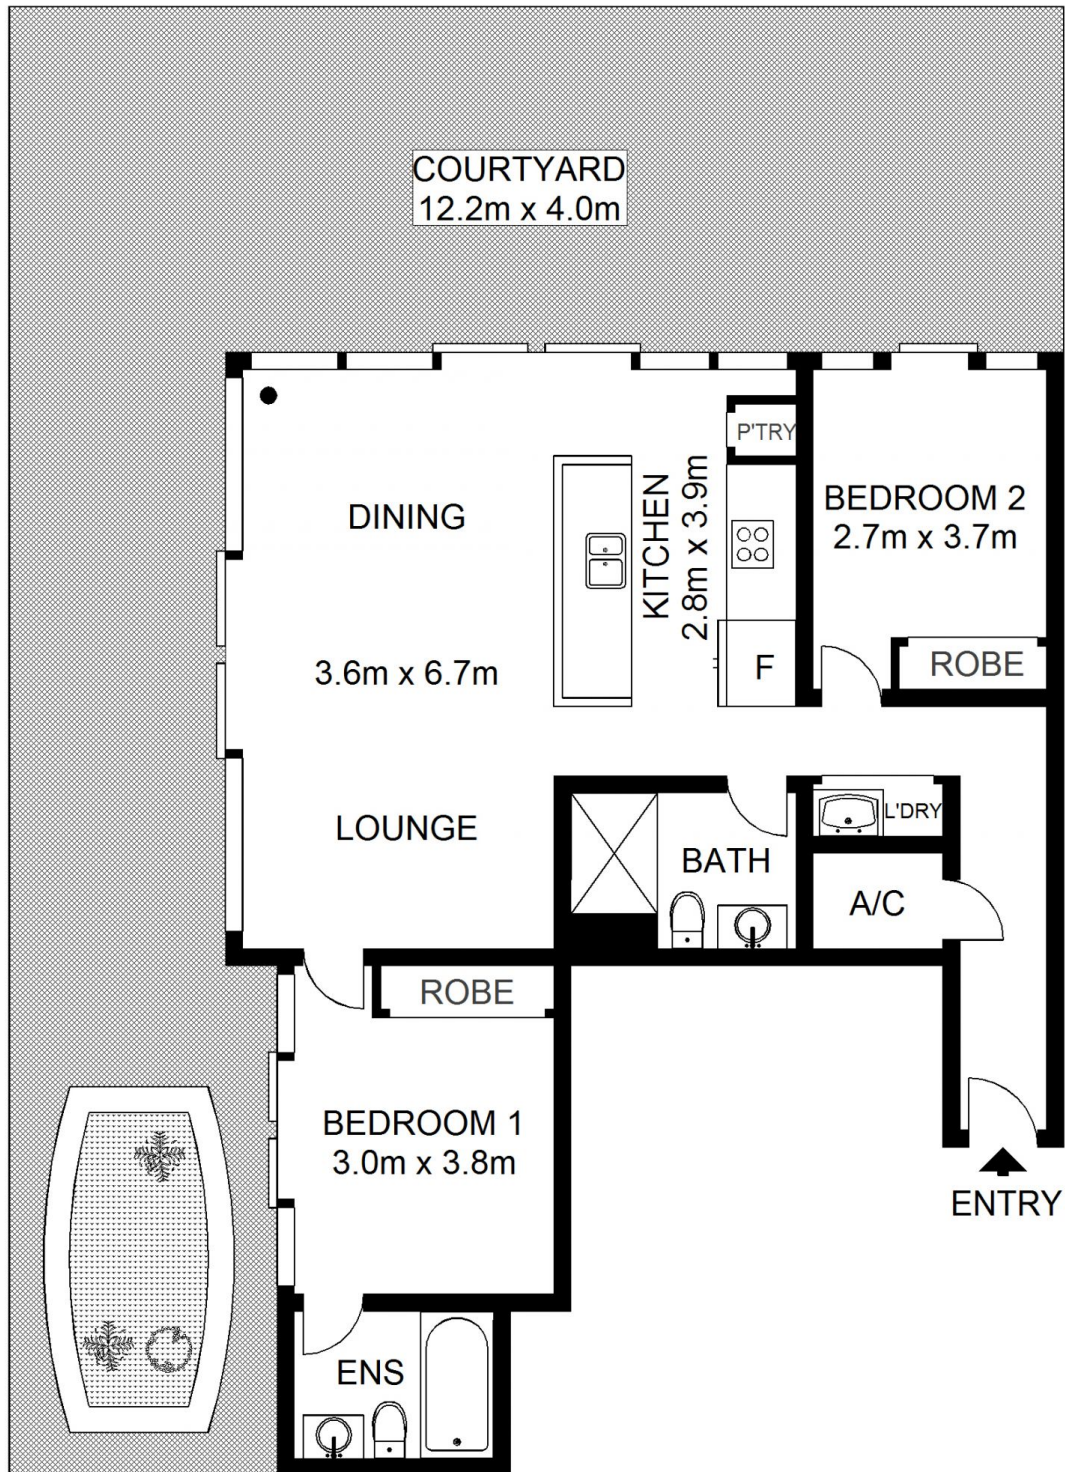 COURTYARD
12.2m x 4.0m
P'TRY
DINING
KITCHEN
2.8m x 3.9m
BEDROOM 2
2.7m x 3.7m
3.6m x 6.7m
F
ROBE
LOUNGE
BATH
L'DRY
A/C
ROBE
BEDROOM 1
3.0m x 3.8m
ENTRY
ENS